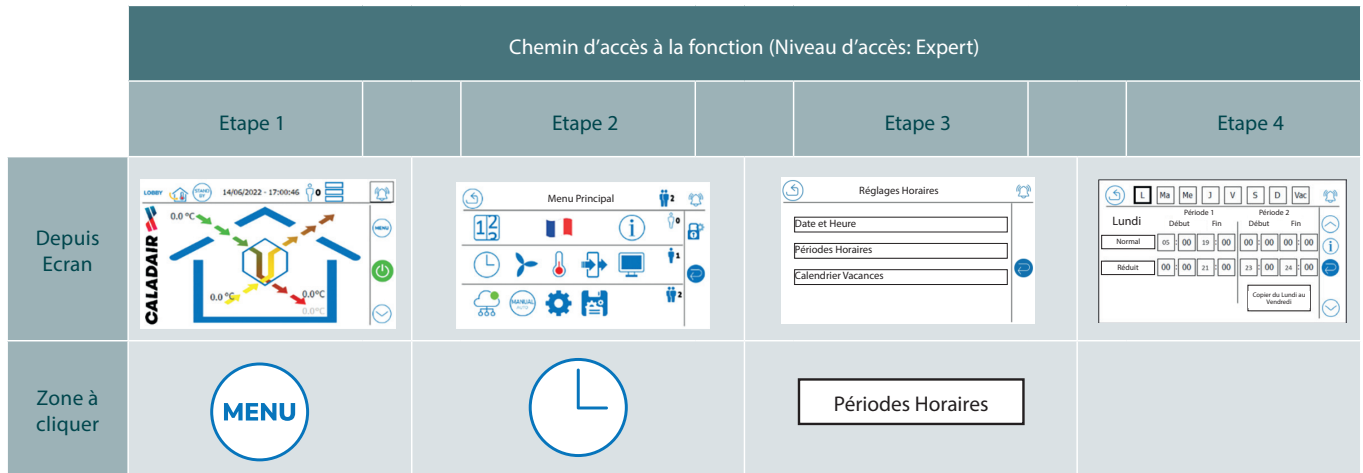 Chemin d'accès à la fonction (Niveau d'accès: Expert)
Etape 1
Etape 2
Etape 3
Etape 4
Depuis
Ecran
LOBBY
STAND
BY
14/06/2022 - 17:00:46
0
CALADAIR
0.0 °C
0.0 °C
0.0°C
0.0°C
MENU
Menu Principal
2
12
i
0
1
MANUAL
AUTO
2
Réglages Horaires
Date et Heure
Périodes Horaires
Calendrier Vacances
L Ma Me J V S D Vac
Lundi
Période 1 Période 2
Début Fin Début Fin
Normal 05 : 00 19 : 00 00 : 00 00 : 00
Réduit 00 : 00 21 : 00 23 : 00 24 : 00
Copier du Lundi au
Vendredi
i
Zone à
cliquer
MENU
Périodes Horaires